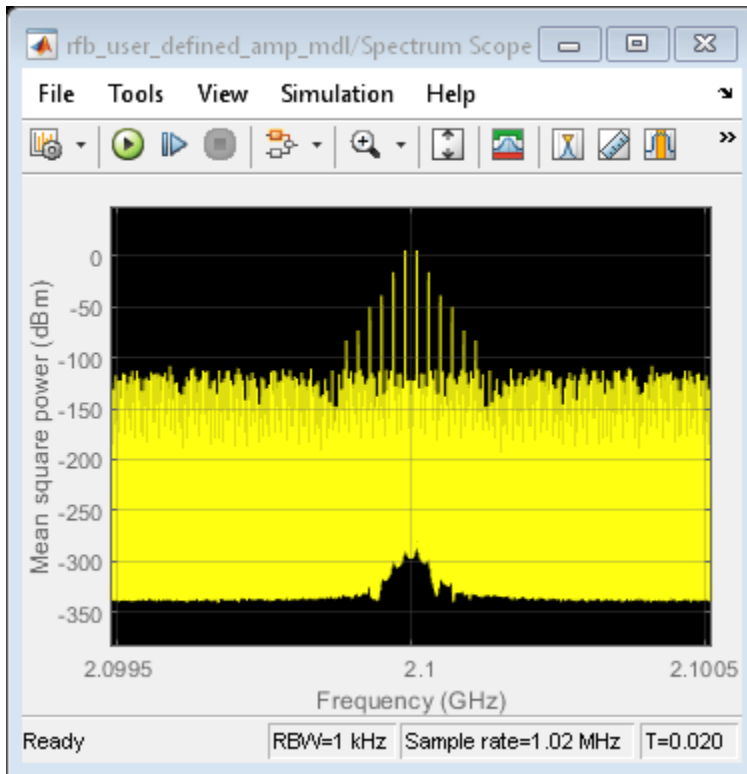 rfb_user_defined_amp_mdl/Spectrum Scope
File Tools View Simulation Help
0
-50
-100
-150
-200
-250
-300
-350
Mean square power (dBm)
2.0995 2.1 2.1005
Frequency (GHz)
Ready RBW=1 kHz Sample rate=1.02 MHz T=0.020